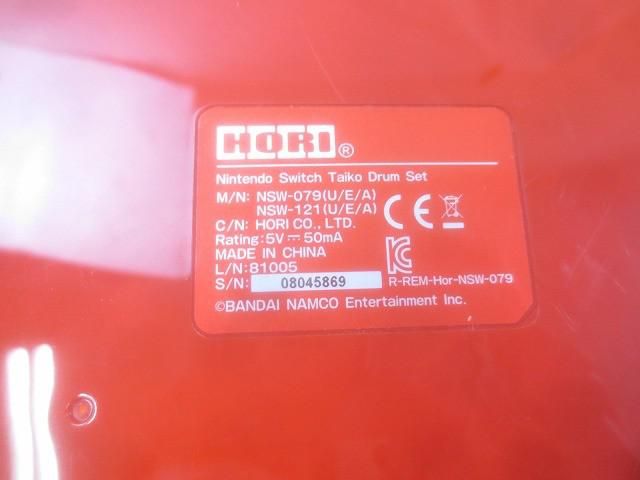 HORI®
Nintendo Switch Taiko Drum Set
M/N: NSW-079(U/E/A)
NSW-121(U/E/A)
C/N: HORI CO., LTD.
Rating:5V⎓50mA
MADE IN CHINA
L/N:81005
S/N: 08045869
CE
R-REM-Hor-NSW-079
©BANDAI NAMCO Entertainment Inc.